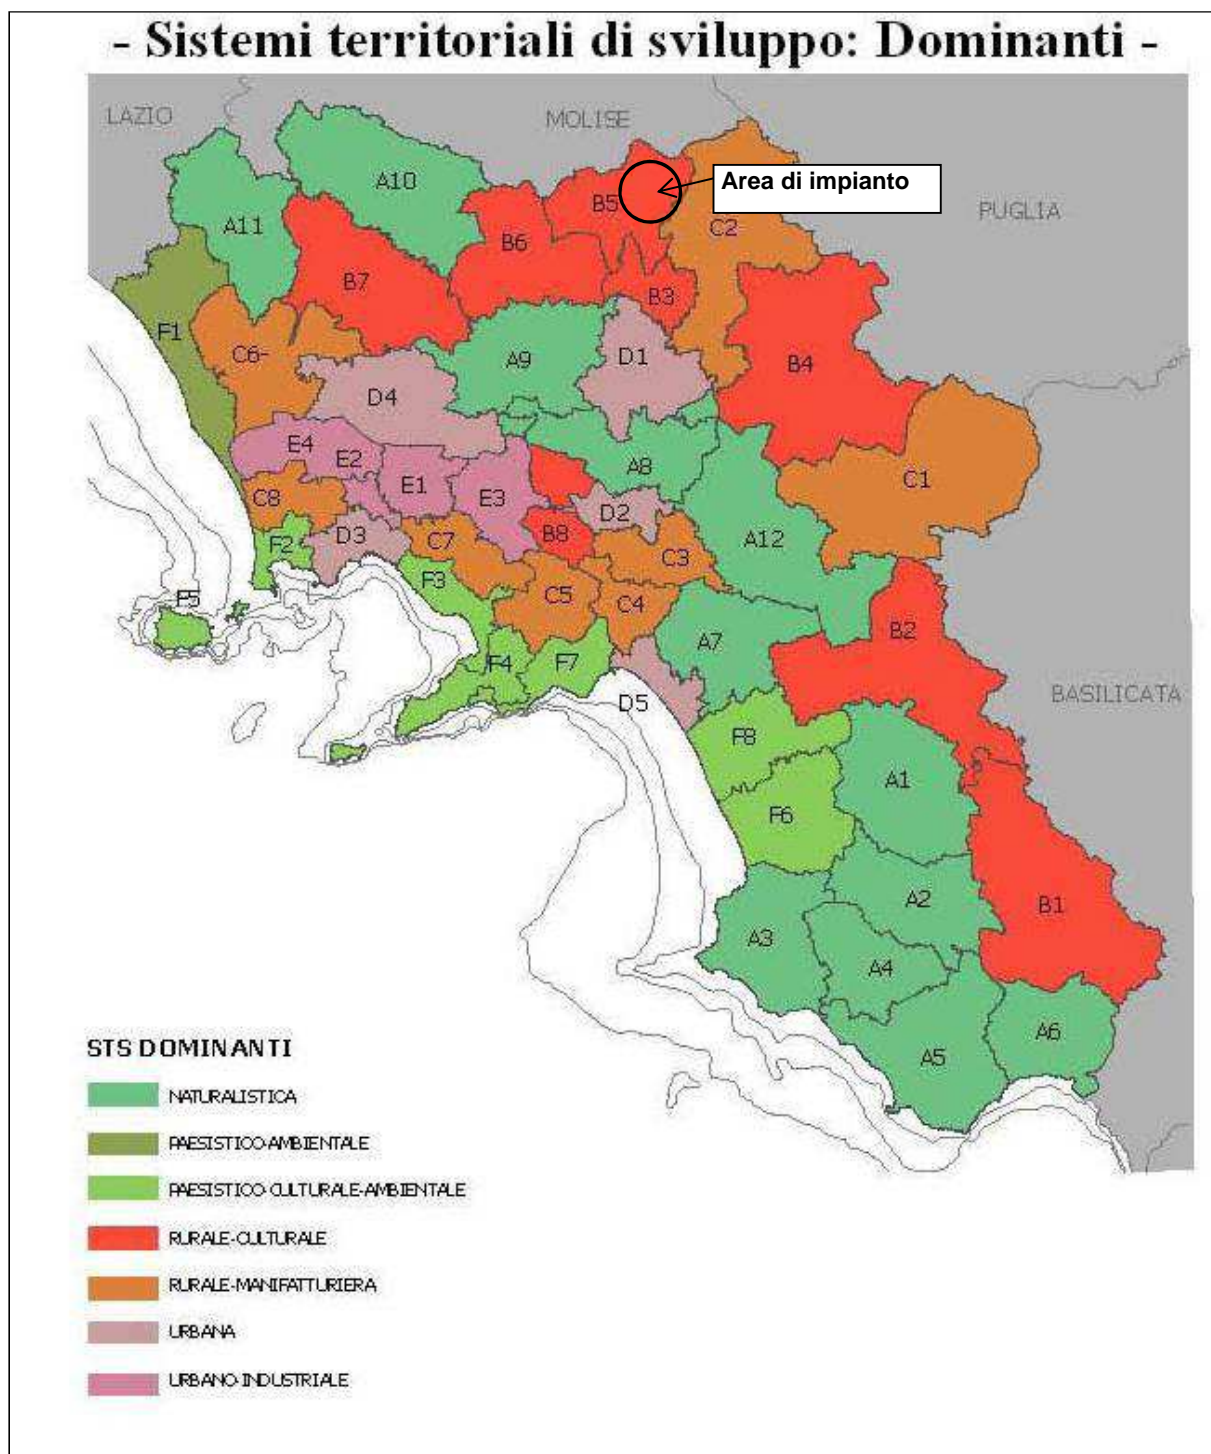 - Sistemi territoriali di sviluppo: Dominanti -
LAZIO
MOLISE
PUGLIA
BASILICATA
Area di impianto
A10
A11
B5
C2
B6
B7
B3
F1
C6-
A9
D1
B4
D4
E4
E2
E1
E3
A8
C1
C8
D2
F2
D3
C7
B8
C3
A12
F3
F5
C5
C4
A7
B2
F4
F7
D5
F8
A1
F6
A2
B1
A3
A4
A5
A6
STS DOMINANTI
NATURALISTICA
PAESISTICO-AMBIENTALE
PAESISTICO-CULTURALE-AMBIENTALE
RURALE-CULTURALE
RURALE-MANIFATTURIERA
URBANA
URBANO-INDUSTRIALE